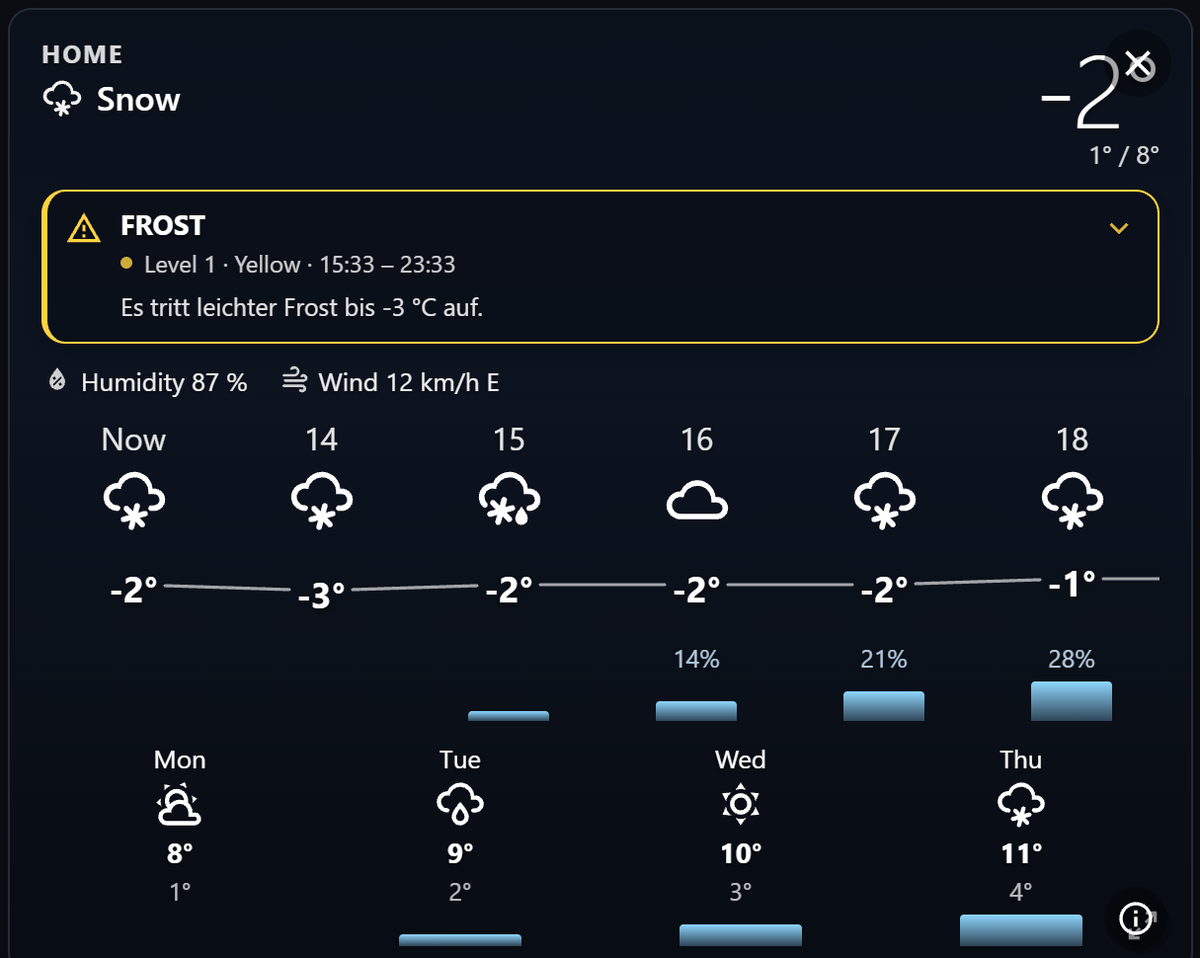 HOME
Snow
-2°
1° / 8°
FROST
Level 1 · Yellow · 15:33 – 23:33
Es tritt leichter Frost bis -3 °C auf.
Humidity 87 % Wind 12 km/h E
Now 14 15 16 17 18
-2° -3° -2° -2° -2° -1°
14% 21% 28%
Mon Tue Wed Thu
8° 9° 10° 11°
1° 2° 3° 4°